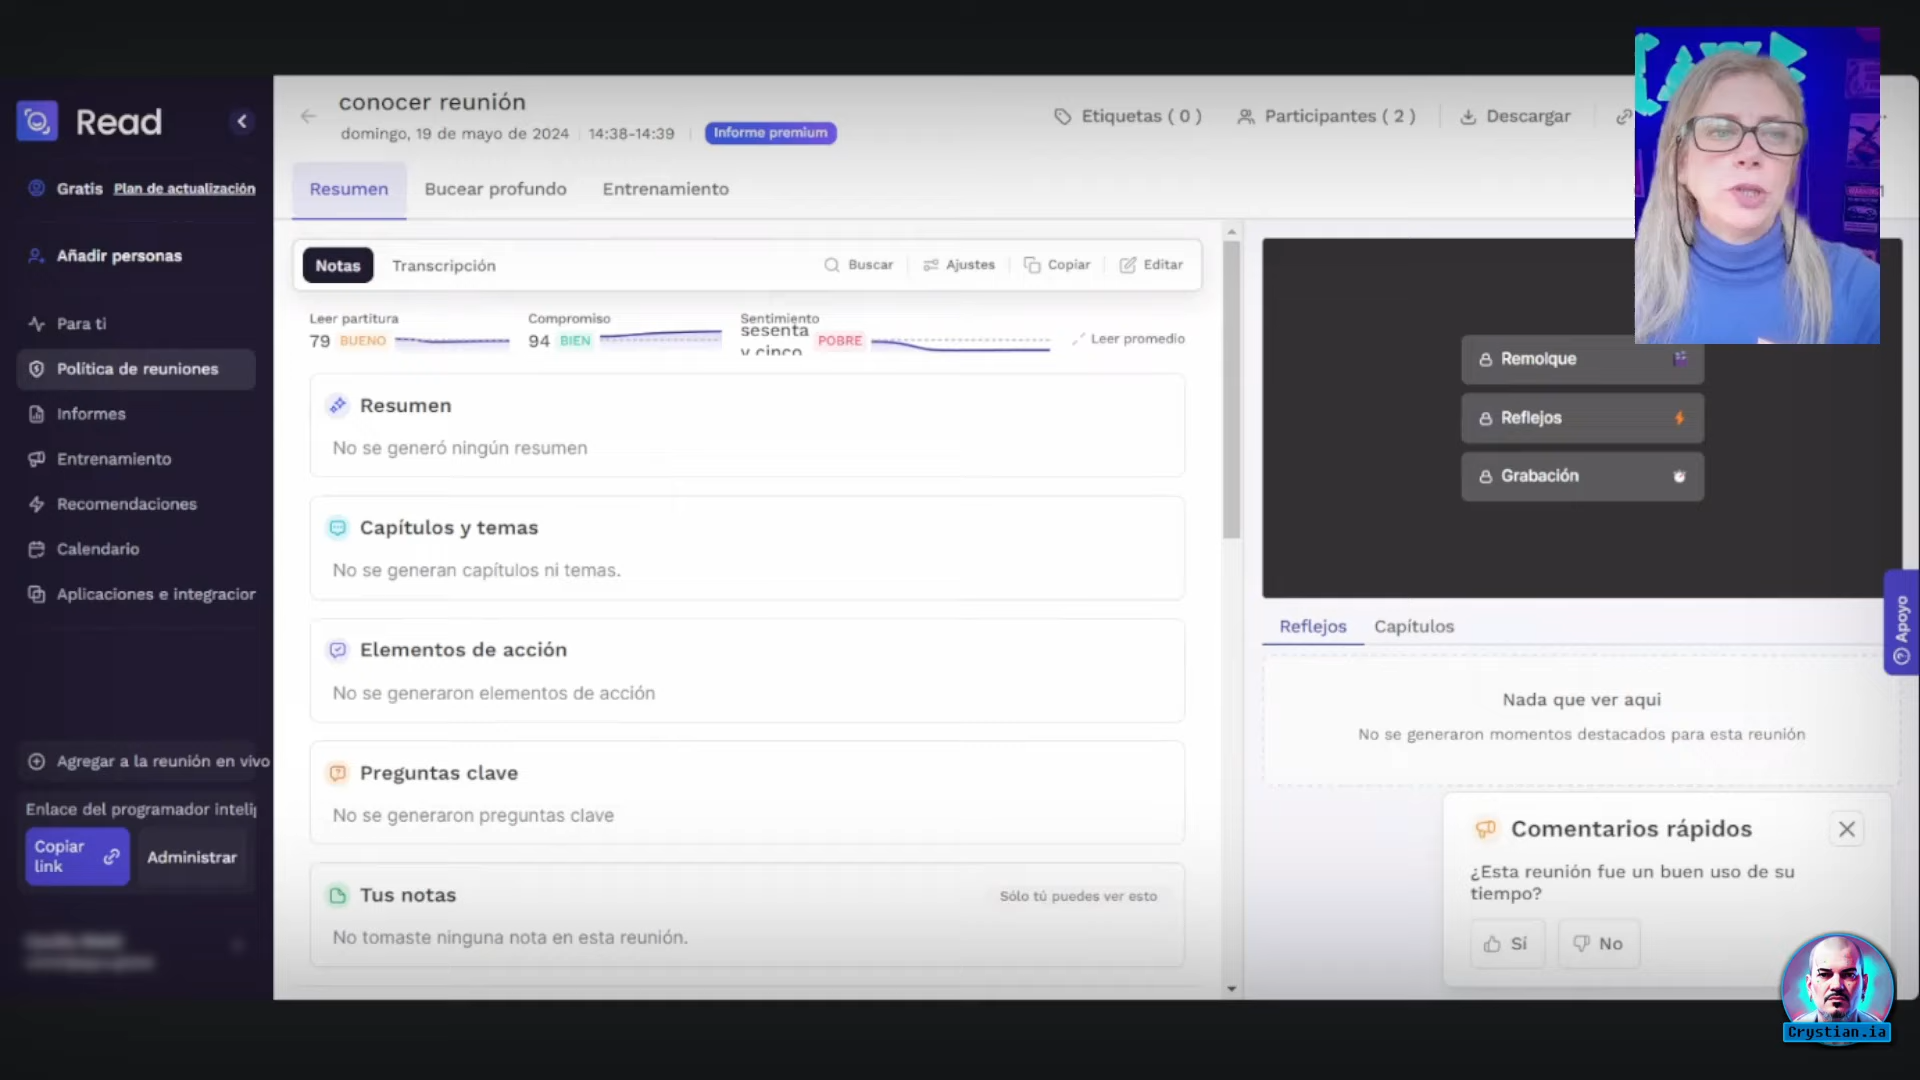 Read
Gratis Plan de actualización
Añadir personas
Para ti
Política de reuniones
Informes
Entrenamiento
Recomendaciones
Calendario
Aplicaciones e integracior
Agregar a la reunión en vivo
Enlace del programador inteli
Copiar
link
Administrar
conocer reunión
domingo, 19 de mayo de 2024 14:38-14:39 Informe premium
Etiquetas ( 0 ) Participantes ( 2 ) Descargar
Resumen Bucear profundo Entrenamiento
Notas Transcripción Buscar Ajustes Copiar Editar
Leer partitura
79 BUENO
Compromiso
94 BIEN
Sentimiento
sesenta
y cinco
POBRE
Leer promedio
Resumen
No se generó ningún resumen
Capítulos y temas
No se generan capítulos ni temas.
Elementos de acción
No se generaron elementos de acción
Preguntas clave
No se generaron preguntas clave
Tus notas Sólo tú puedes ver esto
No tomaste ninguna nota en esta reunión.
Remolque
Reflejos
Grabación
Apoyo
Reflejos Capítulos
Nada que ver aqui
No se generaron momentos destacados para esta reunión
Comentarios rápidos
¿Esta reunión fue un buen uso de su
tiempo?
Sí No
Crystian.ia